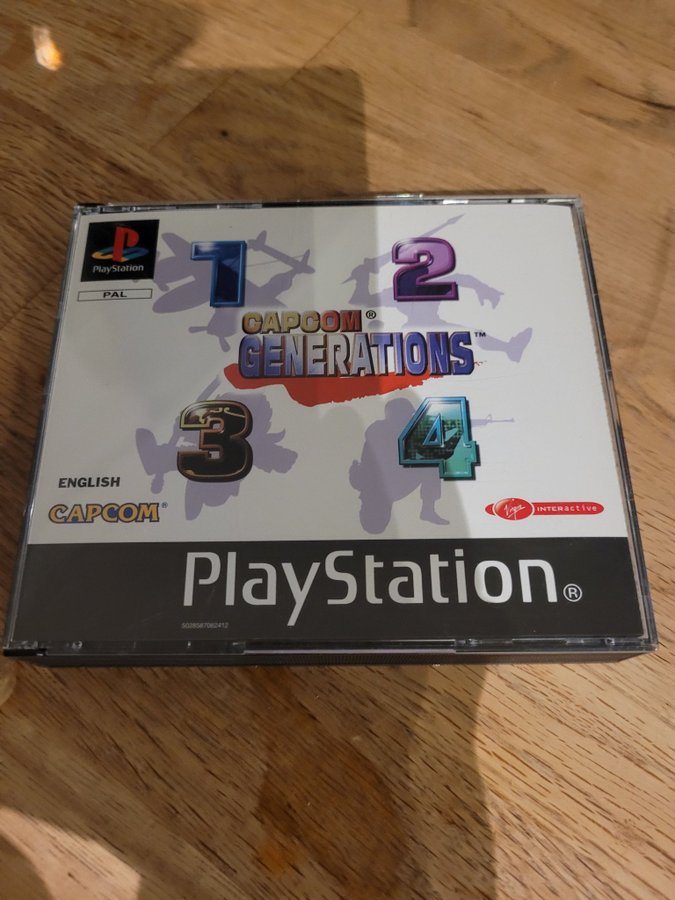 PlayStation
PAL
1
2
CAPCOM®
GENERATIONS™
3
4
ENGLISH
CAPCOM®
Virgin INTERactive
PlayStation®
5028587082412